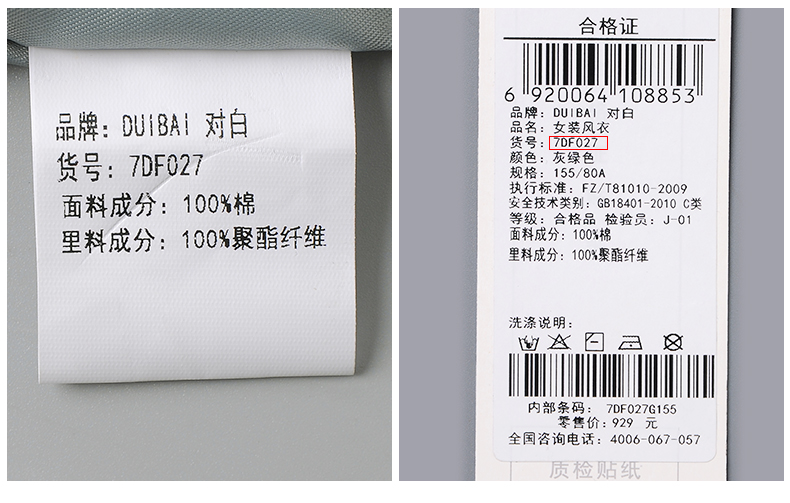 品牌: DUIBAI 对白
货号: 7DF027
面料成分: 100%棉
里料成分: 100%聚酯纤维
合格证
6 920064 108853
品牌: DUIBAI 对白
品名: 女装风衣
货号: 7DF027
颜色: 灰绿色
规格: 155/80A
执行标准: FZ/T81010-2009
安全技术类别: GB18401-2010 C类
等级: 合格品 检验员: J-01
面料成分: 100%棉
里料成分: 100%聚酯纤维
洗涤说明:
内部条码: 7DF027G155
零售价: 929 元
全国咨询电话: 4006-067-057
质检贴纸